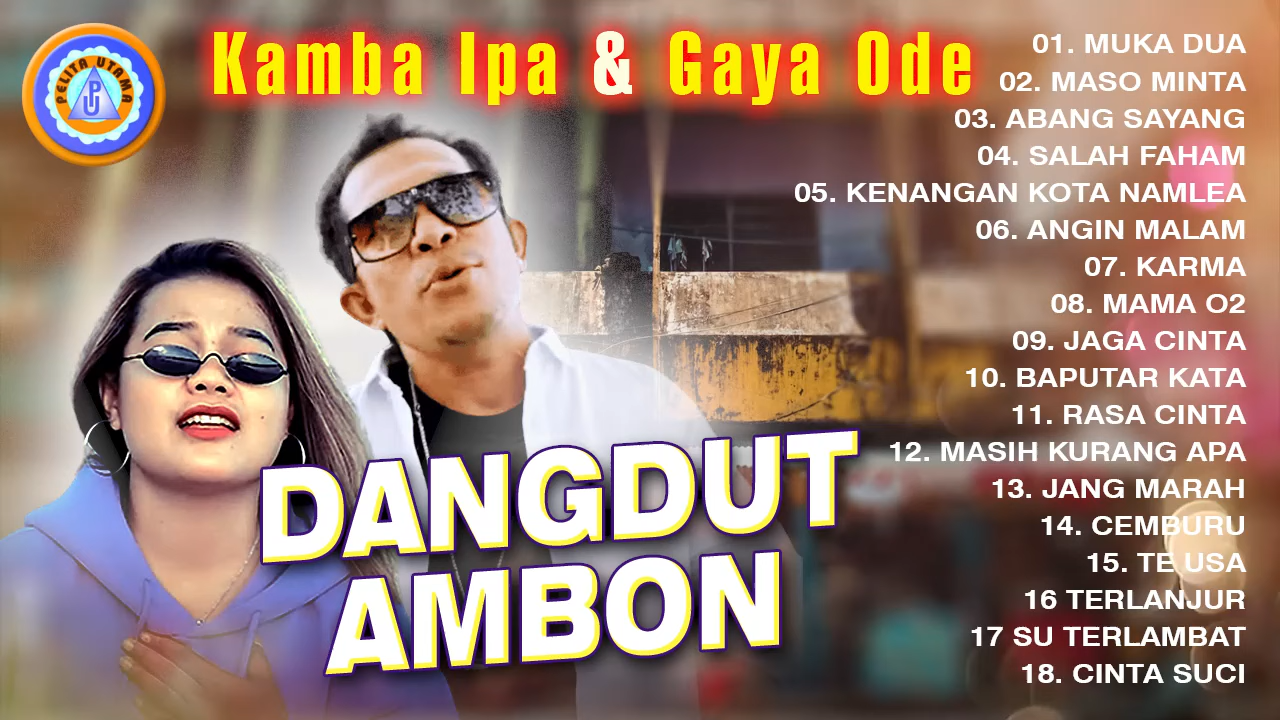 PELITA UTAMA
PU
Kamba Ipa & Gaya Ode
01. MUKA DUA
02. MASO MINTA
03. ABANG SAYANG
04. SALAH FAHAM
05. KENANGAN KOTA NAMLEA
06. ANGIN MALAM
07. KARMA
08. MAMA O2
09. JAGA CINTA
10. BAPUTAR KATA
11. RASA CINTA
12. MASIH KURANG APA
13. JANG MARAH
14. CEMBURU
15. TE USA
16 TERLANJUR
17 SU TERLAMBAT
18. CINTA SUCI
DANGDUT
AMBON